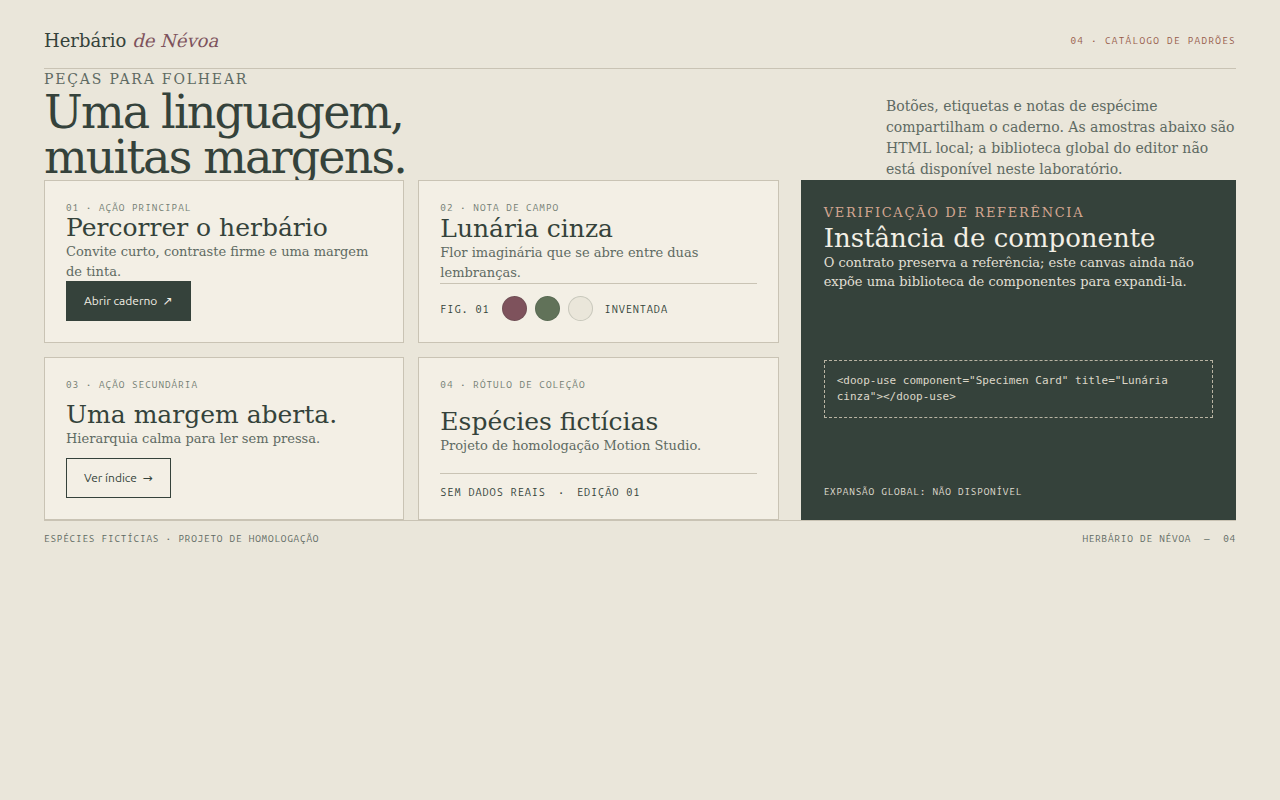 Herbário de Névoa
04 · CATÁLOGO DE PADRÕES
PEÇAS PARA FOLHEAR
Uma linguagem,
muitas margens.
Botões, etiquetas e notas de espécime
compartilham o caderno. As amostras abaixo são
HTML local; a biblioteca global do editor não
está disponível neste laboratório.
01 · AÇÃO PRINCIPAL
Percorrer o herbário
Convite curto, contraste firme e uma margem
de tinta.
Abrir caderno ↗
02 · NOTA DE CAMPO
Lunária cinza
Flor imaginária que se abre entre duas
lembranças.
FIG. 01 INVENTADA
03 · AÇÃO SECUNDÁRIA
Uma margem aberta.
Hierarquia calma para ler sem pressa.
Ver índice →
04 · RÓTULO DE COLEÇÃO
Espécies fictícias
Projeto de homologação Motion Studio.
SEM DADOS REAIS · EDIÇÃO 01
VERIFICAÇÃO DE REFERÊNCIA
Instância de componente
O contrato preserva a referência; este canvas ainda não
expõe uma biblioteca de componentes para expandi-la.
<doop-use component="Specimen Card" title="Lunária
cinza"></doop-use>
EXPANSÃO GLOBAL: NÃO DISPONÍVEL
ESPÉCIES FICTÍCIAS · PROJETO DE HOMOLOGAÇÃO
HERBÁRIO DE NÉVOA — 04